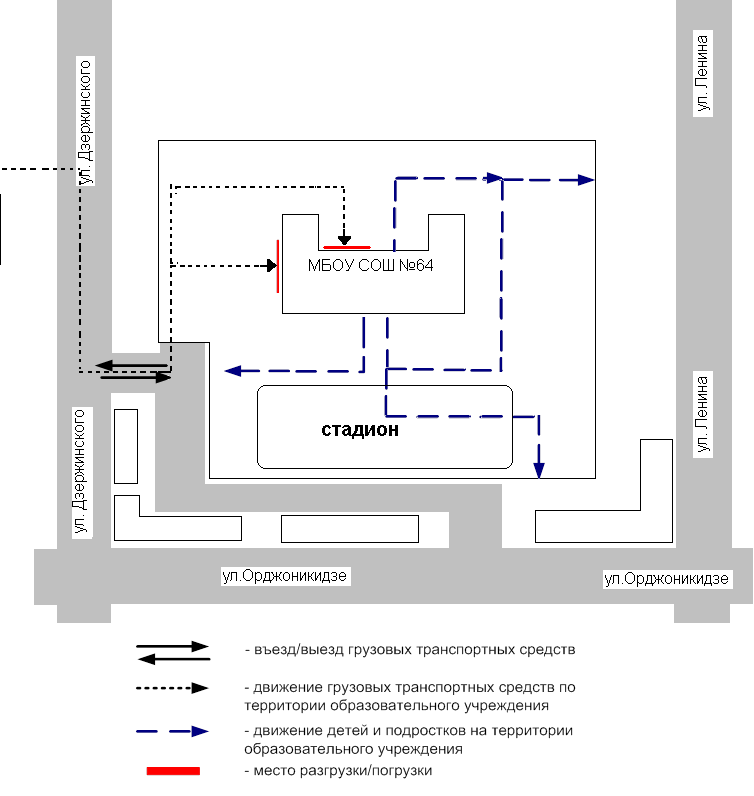 ул. Дзержинского
ул. Ленина
МБОУ СОШ №64
ул. Ленина
ул. Дзержинского
стадион
ул.Орджоникидзе
ул.Орджоникидзе
- въезд/выезд грузовых транспортных средств
- движение грузовых транспортных средств по
территории образовательного учреждения
- движение детей и подростков на территории
образовательного учреждения
- место разгрузки/погрузки